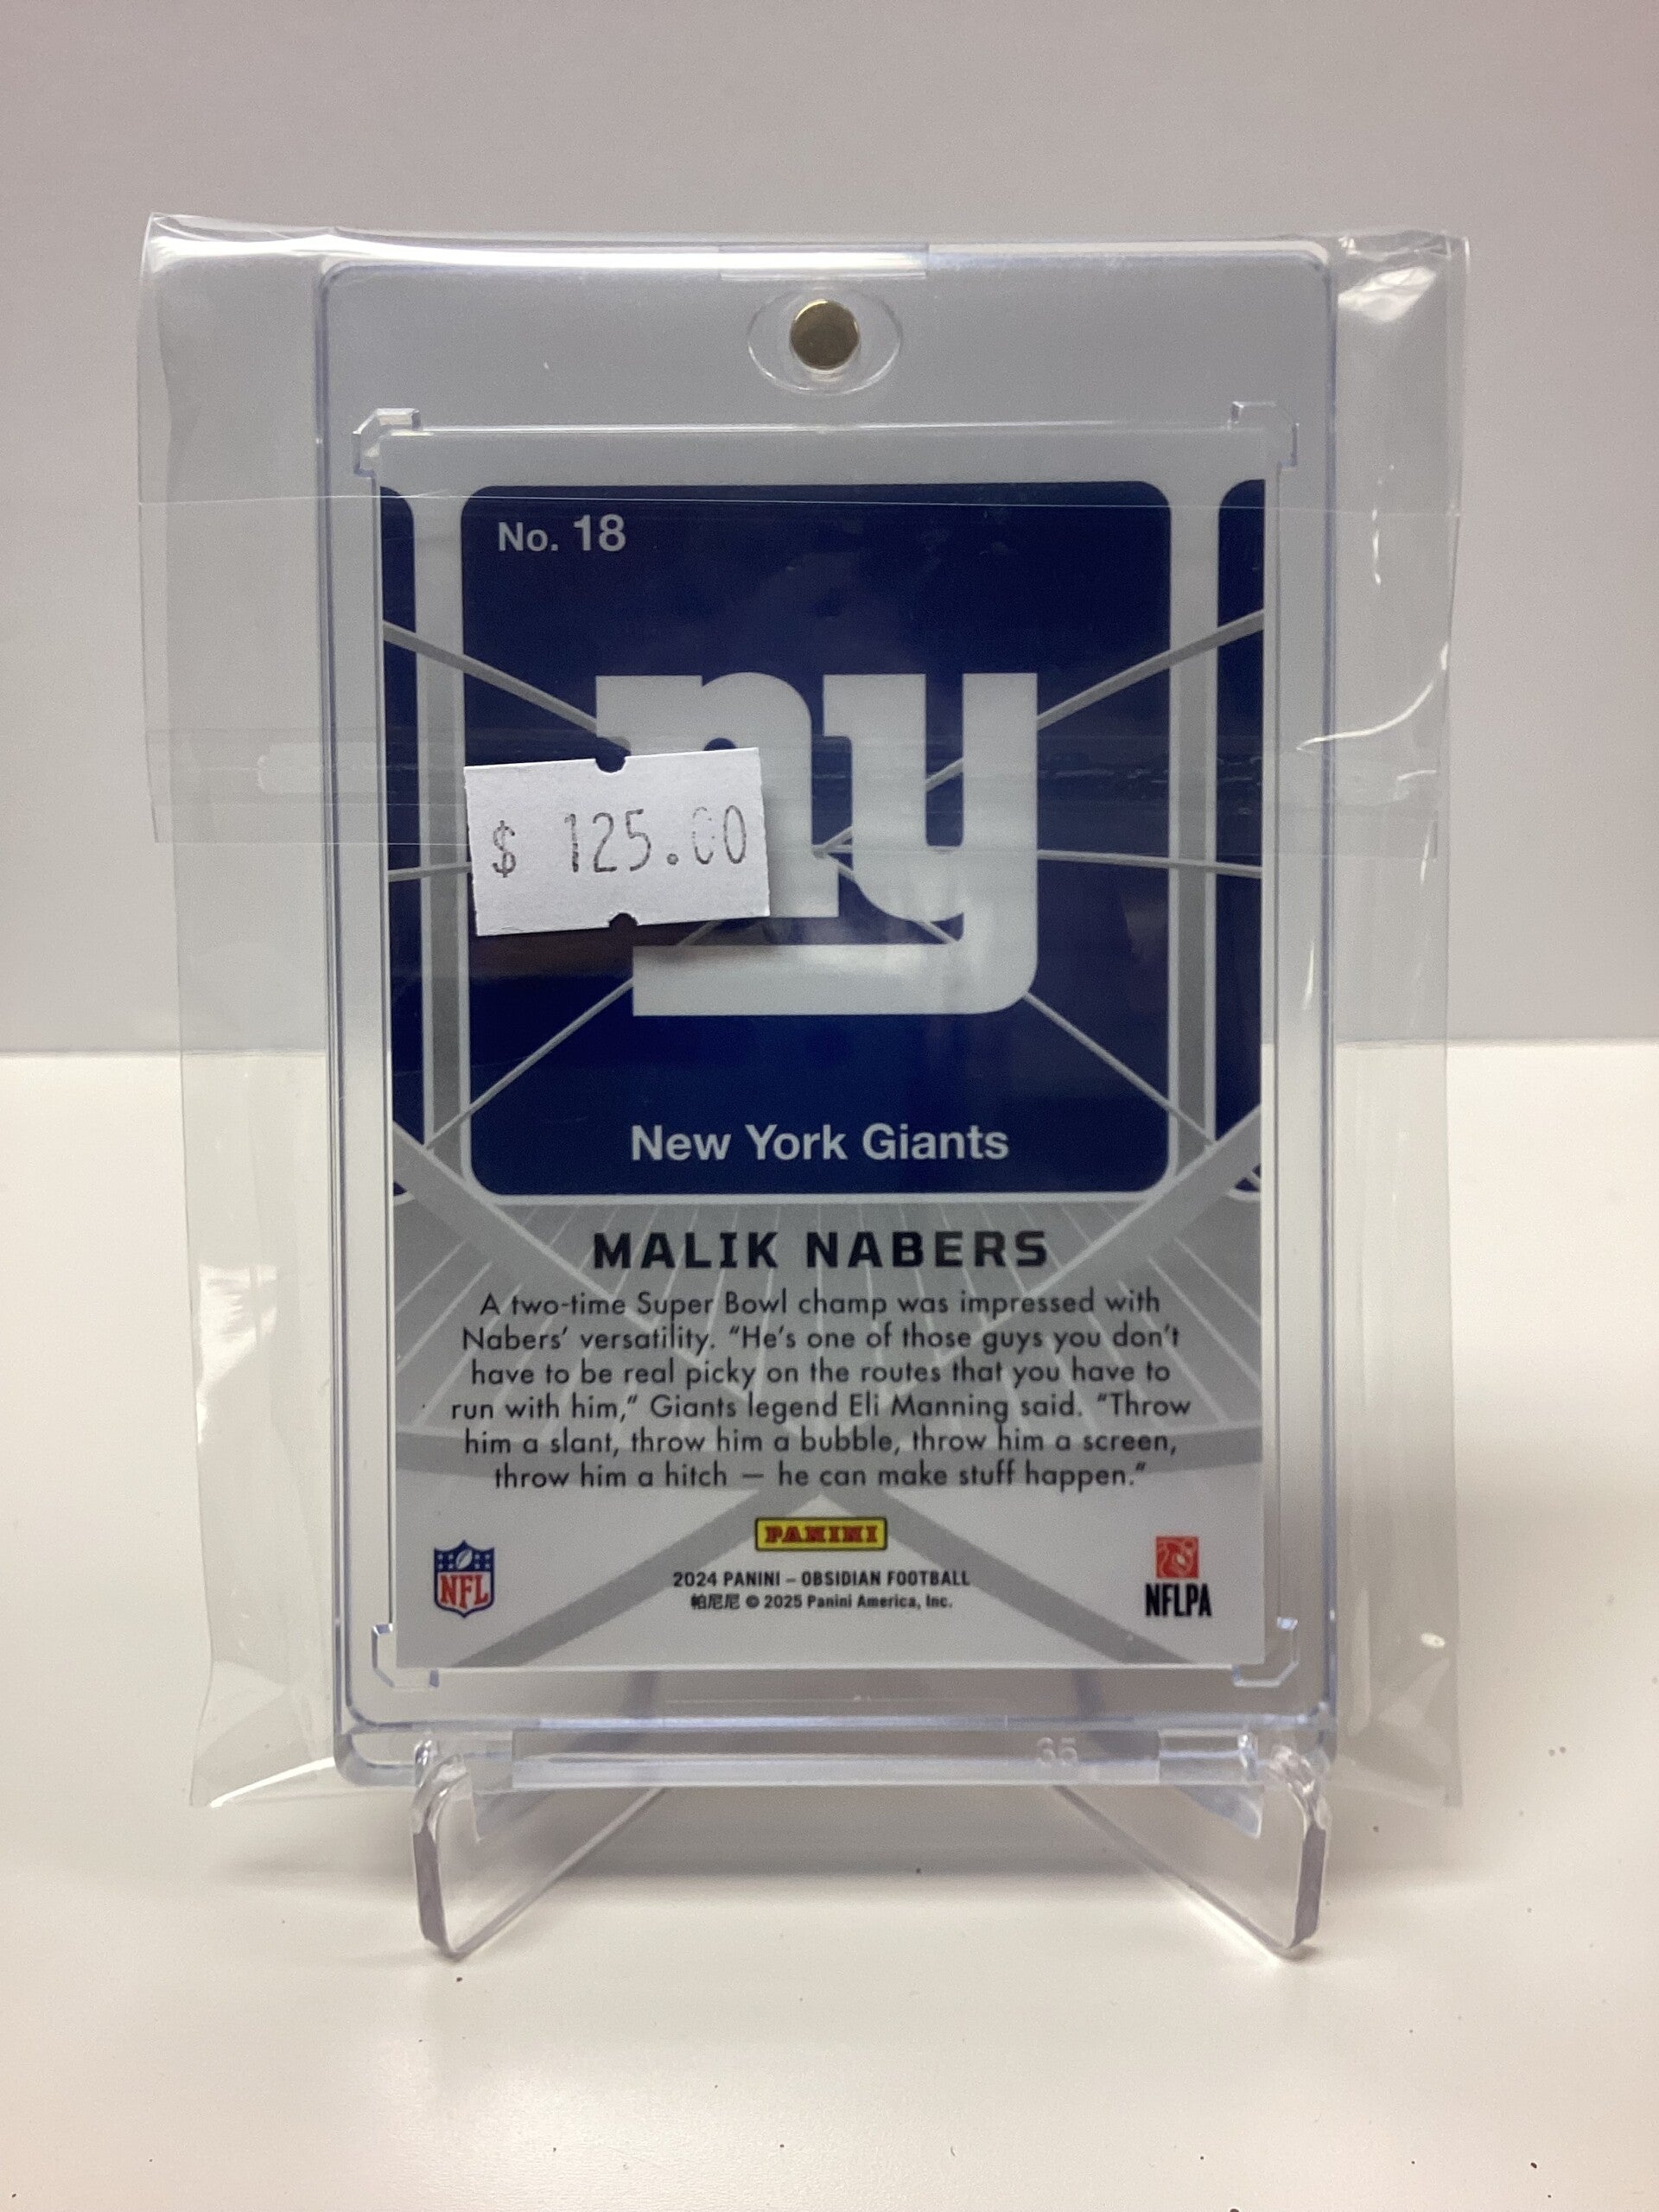 No. 18
ny
$ 125.00
New York Giants
MALIK NABERS
A two-time Super Bowl champ was impressed with
Nabers’ versatility. “He’s one of those guys you don’t
have to be real picky on the routes that you have to
run with him,” Giants legend Eli Manning said. “Throw
him a slant, throw him a bubble, throw him a screen,
throw him a hitch — he can make stuff happen.”
PANINI
NFL
2024 PANINI – OBSIDIAN FOOTBALL
帕尼尼 © 2025 Panini America, Inc.
NFLPA
35